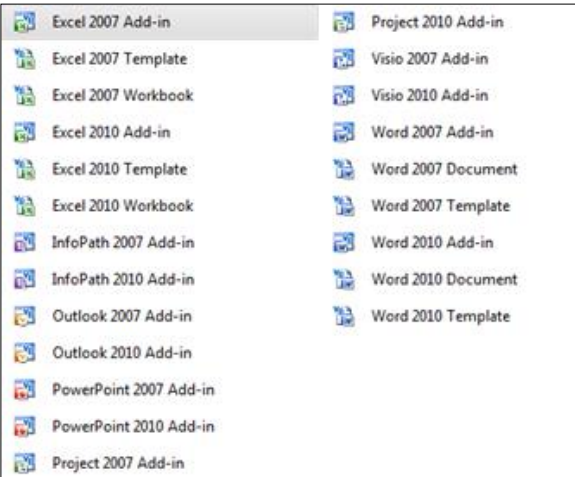 Excel 2007 Add-in
Excel 2007 Template
Excel 2007 Workbook
Excel 2010 Add-in
Excel 2010 Template
Excel 2010 Workbook
InfoPath 2007 Add-in
InfoPath 2010 Add-in
Outlook 2007 Add-in
Outlook 2010 Add-in
PowerPoint 2007 Add-in
PowerPoint 2010 Add-in
Project 2007 Add-in
Project 2010 Add-in
Visio 2007 Add-in
Visio 2010 Add-in
Word 2007 Add-in
Word 2007 Document
Word 2007 Template
Word 2010 Add-in
Word 2010 Document
Word 2010 Template